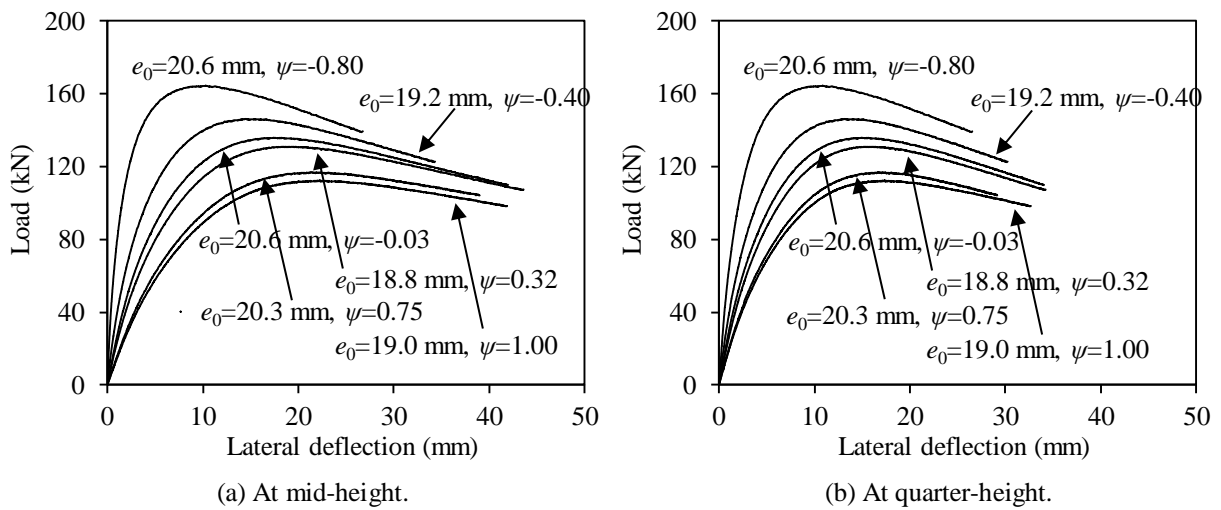 200
160
120
80
40
0
Load (kN)
e0=20.6 mm, ψ=-0.80
e0=19.2 mm, ψ=-0.40
e0=20.6 mm, ψ=-0.03
e0=18.8 mm, ψ=0.32
e0=20.3 mm, ψ=0.75
e0=19.0 mm, ψ=1.00
0 10 20 30 40 50
Lateral deflection (mm)
(a) At mid-height.
200
160
120
80
40
0
Load (kN)
e0=20.6 mm, ψ=-0.80
e0=19.2 mm, ψ=-0.40
e0=20.6 mm, ψ=-0.03
e0=18.8 mm, ψ=0.32
e0=20.3 mm, ψ=0.75
e0=19.0 mm, ψ=1.00
0 10 20 30 40 50
Lateral deflection (mm)
(b) At quarter-height.